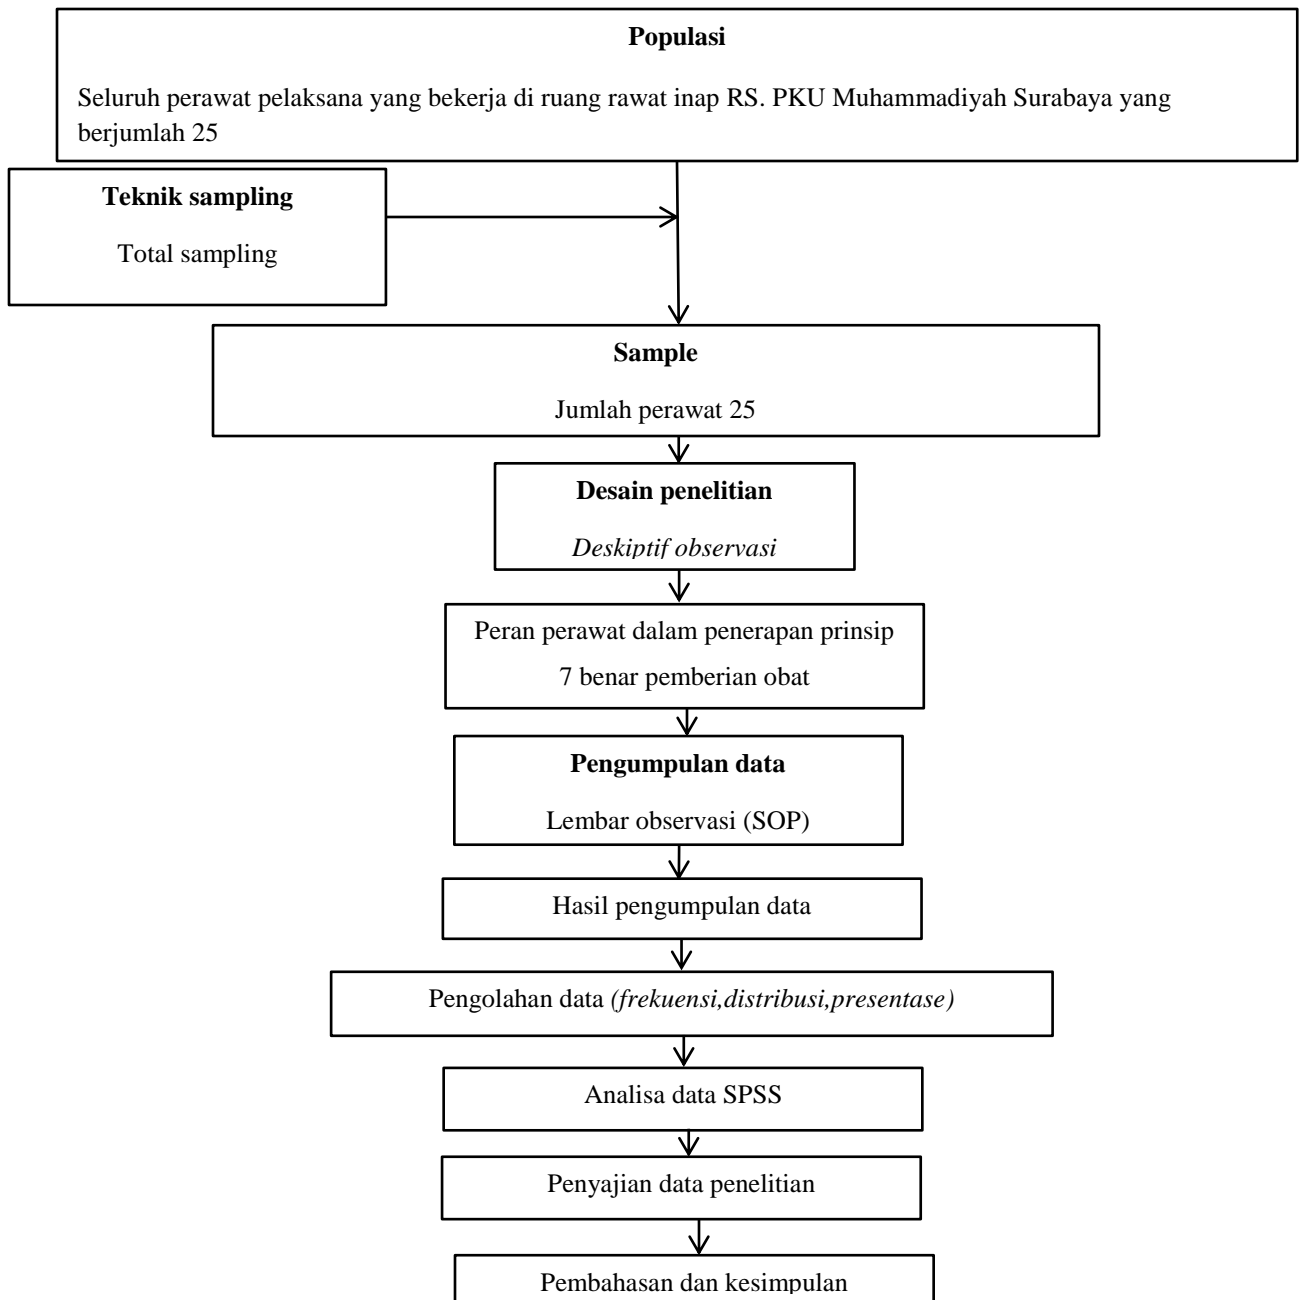 Populasi
Seluruh perawat pelaksana yang bekerja di ruang rawat inap RS. PKU Muhammadiyah Surabaya yang
berjumlah 25
Teknik sampling
Total sampling
Sample
Jumlah perawat 25
Desain penelitian
Deskiptif observasi
Peran perawat dalam penerapan prinsip
7 benar pemberian obat
Pengumpulan data
Lembar observasi (SOP)
Hasil pengumpulan data
Pengolahan data (frekuensi,distribusi,presentase)
Analisa data SPSS
Penyajian data penelitian
Pembahasan dan kesimpulan